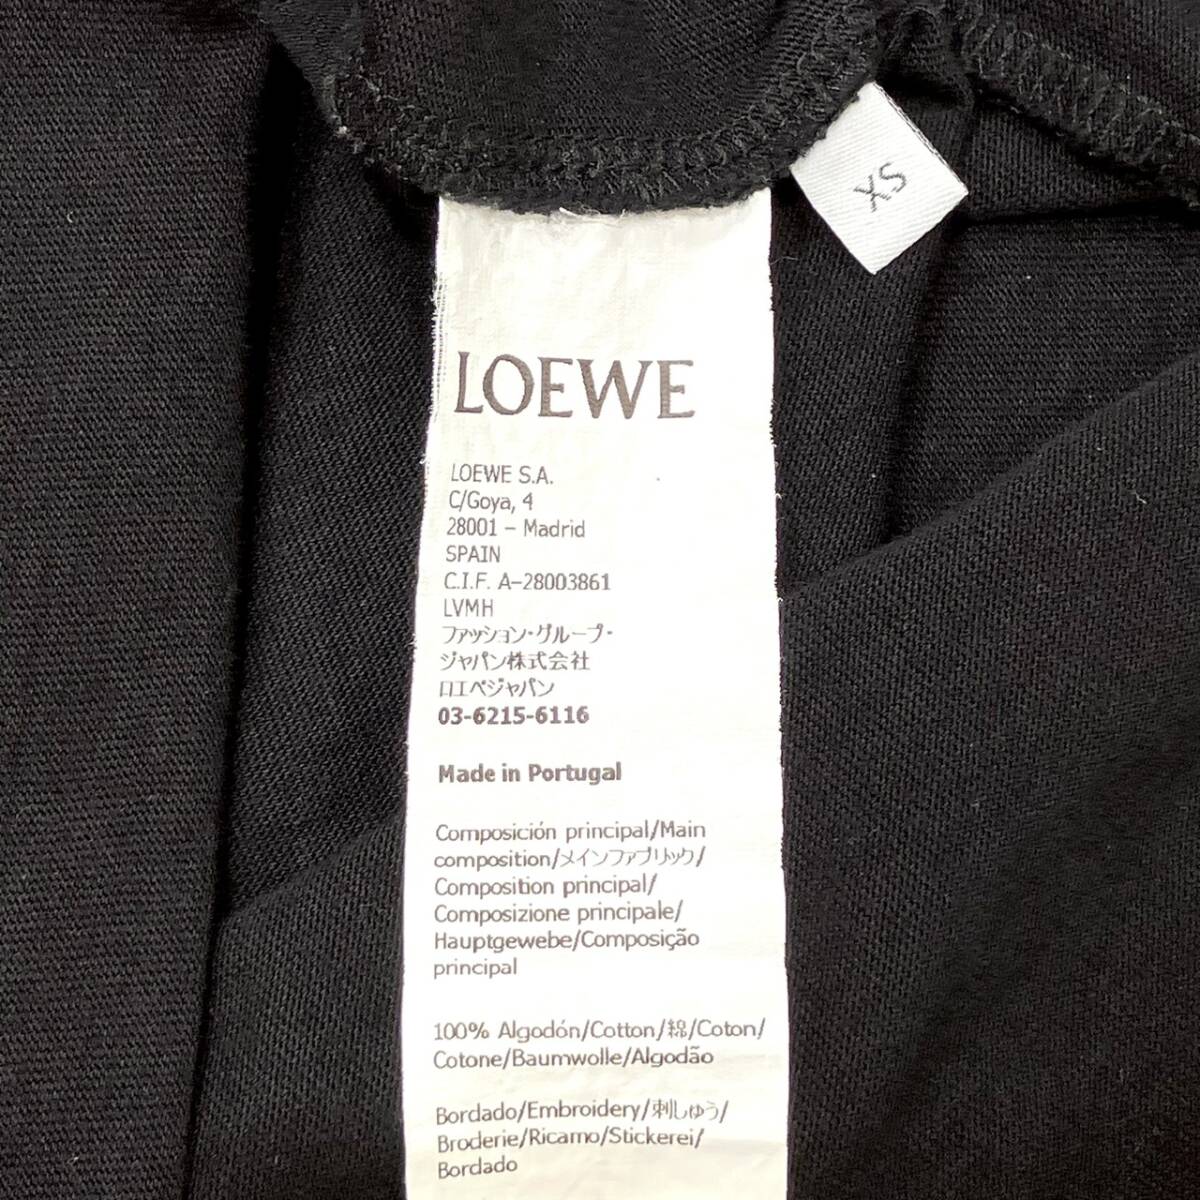 XS
LOEWE
LOEWE S.A.
C/Goya, 4
28001 – Madrid
SPAIN
C.I.F. A–28003861
LVMH
ファッション・グループ・
ジャパン株式会社
ロエベジャパン
03-6215-6116
Made in Portugal
Composición principal/Main
composition/メインファブリック/
Composition principal/
Composizione principale/
Hauptgewebe/Composição
principal
100% Algodón/Cotton/綿/Coton/
Cotone/Baumwolle/Algodão
Bordado/Embroidery/刺しゅう/
Broderie/Ricamo/Stickerei/
Bordado